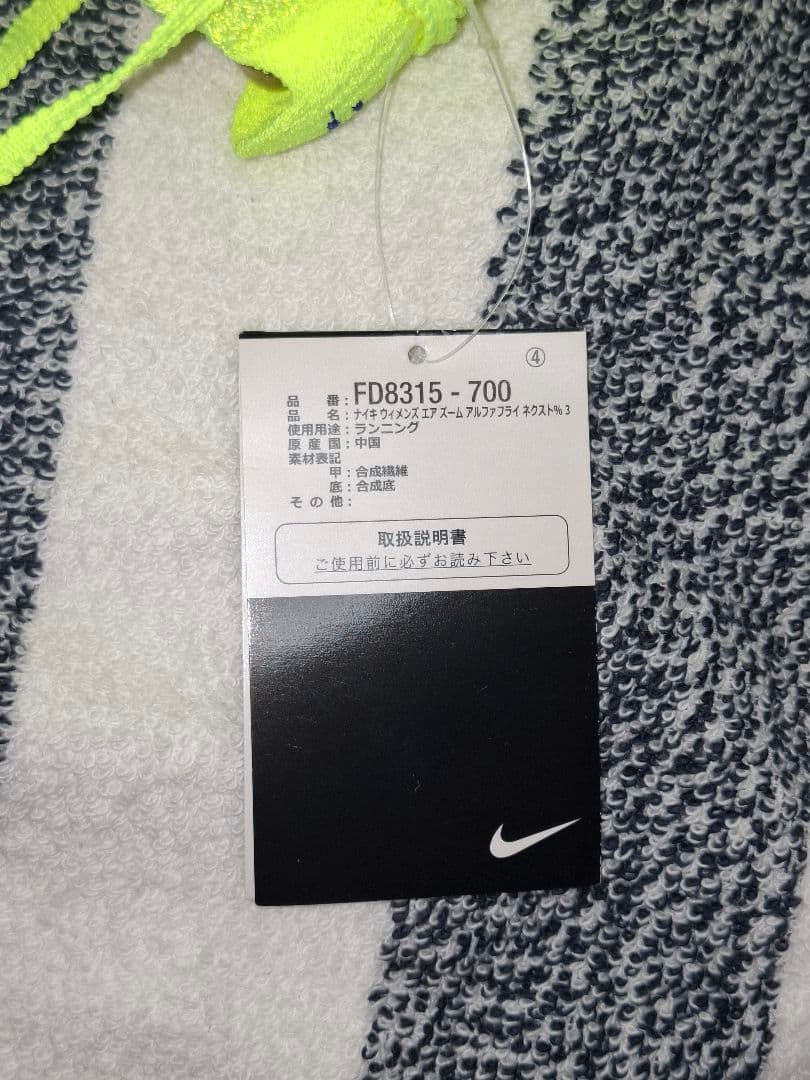 ④
品番：FD8315 - 700
品名：ナイキ ウィメンズ エア ズーム アルファフライ ネクスト% 3
使用用途：ランニング
原産国：中国
素材表記
甲：合成繊維
底：合成底
その他：
取扱説明書
ご使用前に必ずお読み下さい